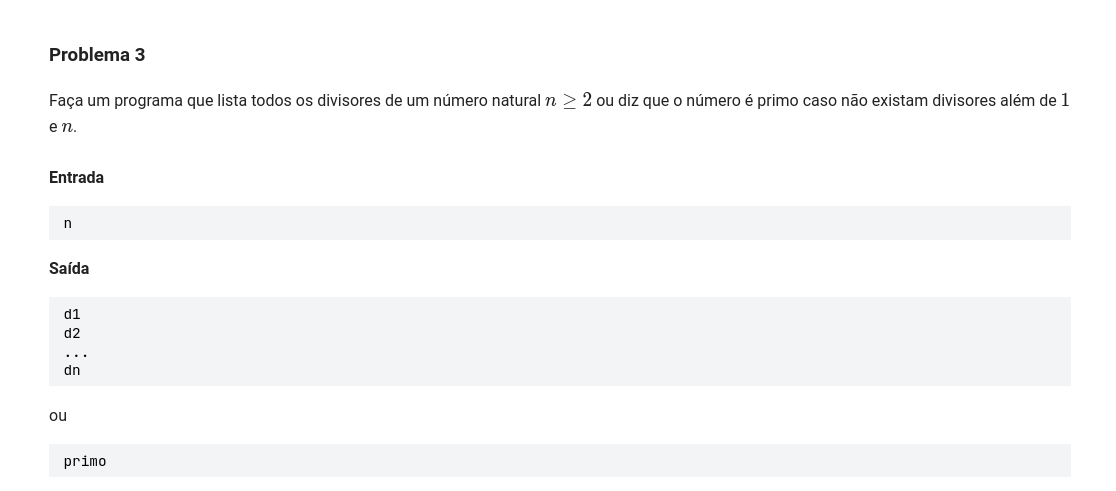 Problema 3
Faça um programa que lista todos os divisores de um número natural n ≥ 2 ou diz que o número é primo caso não existam divisores além de 1
e n.
Entrada
n
Saída
d1
d2
...
dn
ou
primo